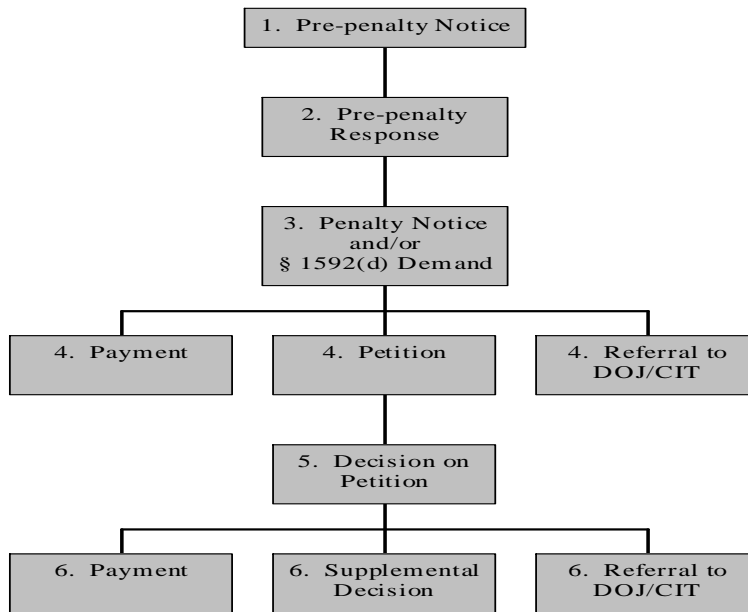 1. Pre-penalty Notice
2. Pre-penalty
Response
3. Penalty Notice
and/or
§ 1592(d) Demand
4. Payment
4. Petition
4. Referral to
DOJ/CIT
5. Decision on
Petition
6. Payment
6. Supplemental
Decision
6. Referral to
DOJ/CIT